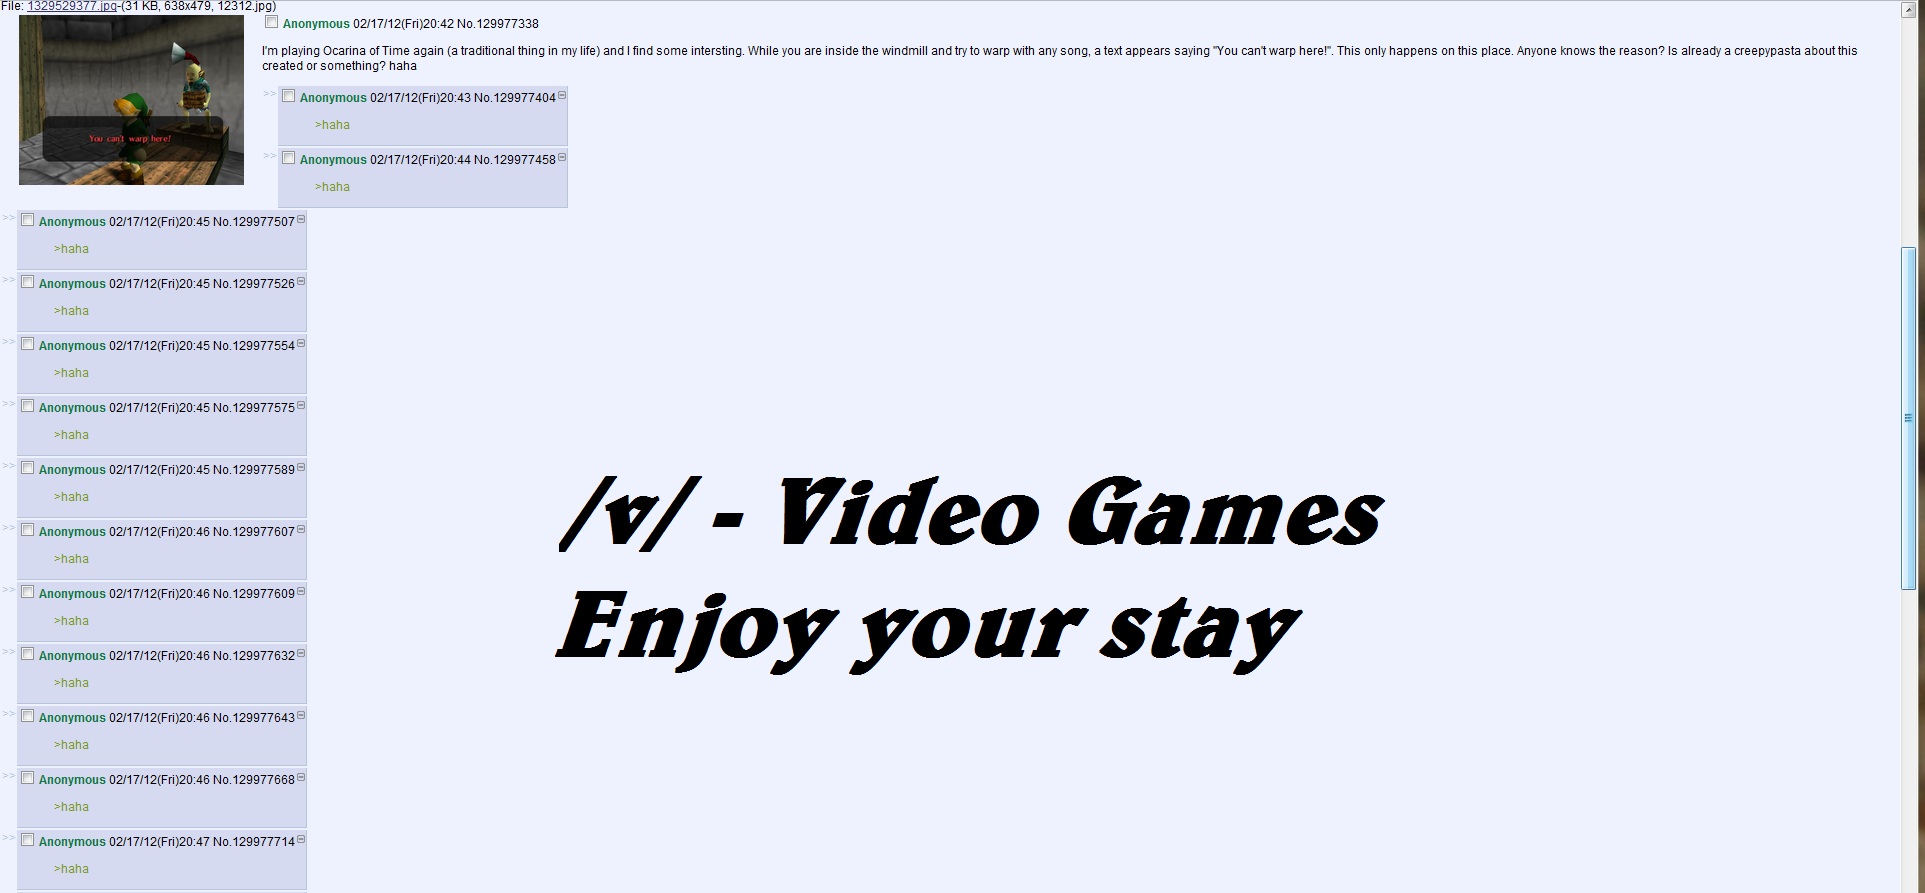 File: 1329529377.jpg-(31 KB, 638x479, 12312.jpg)
You can't warp here!
Anonymous 02/17/12(Fri)20:42 No.129977338
I'm playing Ocarina of Time again (a traditional thing in my life) and I find some intersting. While you are inside the windmill and try to warp with any song, a text appears saying "You can't warp here!". This only happens on this place. Anyone knows the reason? Is already a creepypasta about this
created or something? haha
>> Anonymous 02/17/12(Fri)20:43 No.129977404
>haha
>> Anonymous 02/17/12(Fri)20:44 No.129977458
>haha
>> Anonymous 02/17/12(Fri)20:45 No.129977507
>haha
>> Anonymous 02/17/12(Fri)20:45 No.129977526
>haha
>> Anonymous 02/17/12(Fri)20:45 No.129977554
>haha
>> Anonymous 02/17/12(Fri)20:45 No.129977575
>haha
>> Anonymous 02/17/12(Fri)20:45 No.129977589
>haha
>> Anonymous 02/17/12(Fri)20:46 No.129977607
>haha
>> Anonymous 02/17/12(Fri)20:46 No.129977609
>haha
>> Anonymous 02/17/12(Fri)20:46 No.129977632
>haha
>> Anonymous 02/17/12(Fri)20:46 No.129977643
>haha
>> Anonymous 02/17/12(Fri)20:46 No.129977668
>haha
>> Anonymous 02/17/12(Fri)20:47 No.129977714
>haha
/v/ - Video Games
Enjoy your stay